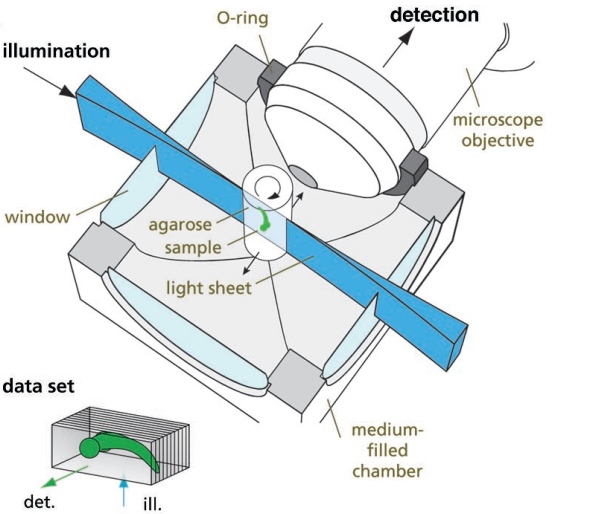 O-ring
detection
illumination
microscope
objective
window
agarose
sample
light sheet
data set
medium-
filled
chamber
det.
ill.